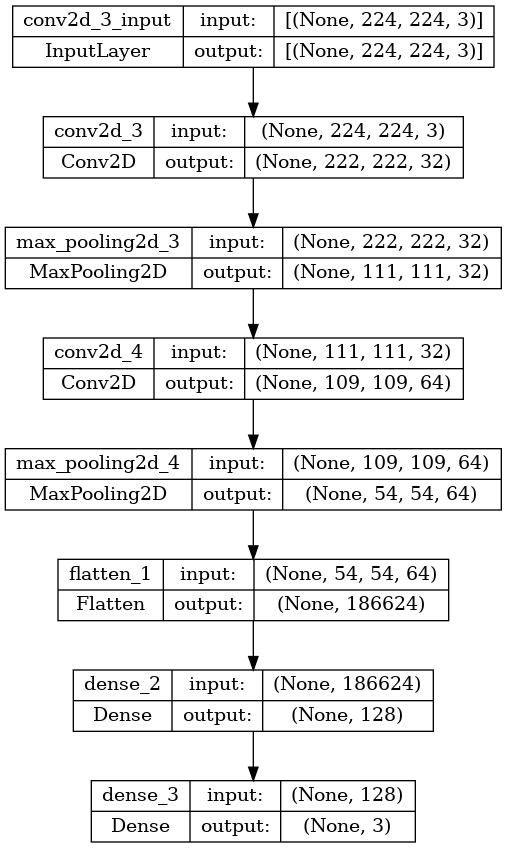 conv2d_3_input input: [(None, 224, 224, 3)]
InputLayer output: [(None, 224, 224, 3)]
conv2d_3 input: (None, 224, 224, 3)
Conv2D output: (None, 222, 222, 32)
max_pooling2d_3 input: (None, 222, 222, 32)
MaxPooling2D output: (None, 111, 111, 32)
conv2d_4 input: (None, 111, 111, 32)
Conv2D output: (None, 109, 109, 64)
max_pooling2d_4 input: (None, 109, 109, 64)
MaxPooling2D output: (None, 54, 54, 64)
flatten_1 input: (None, 54, 54, 64)
Flatten output: (None, 186624)
dense_2 input: (None, 186624)
Dense output: (None, 128)
dense_3 input: (None, 128)
Dense output: (None, 3)